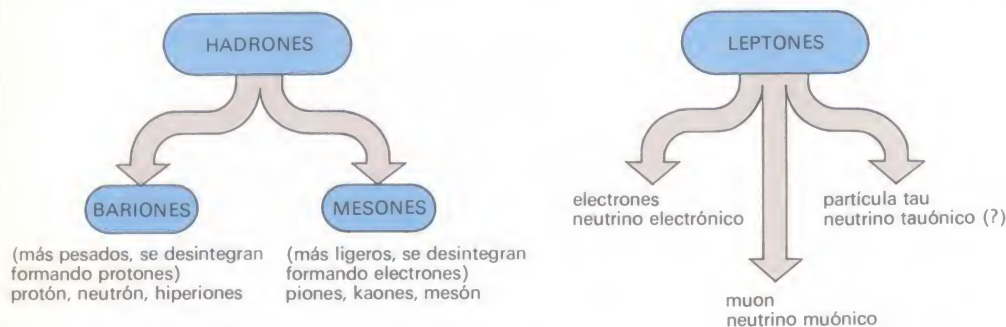 HADRONES
BARIONES
(más pesados, se desintegran
formando protones)
protón, neutrón, hiperiones
MESONES
(más ligeros, se desintegran
formando electrones)
piones, kaones, mesón
LEPTONES
electrones
neutrino electrónico
muon
neutrino muónico
partícula tau
neutrino tauónico (?)